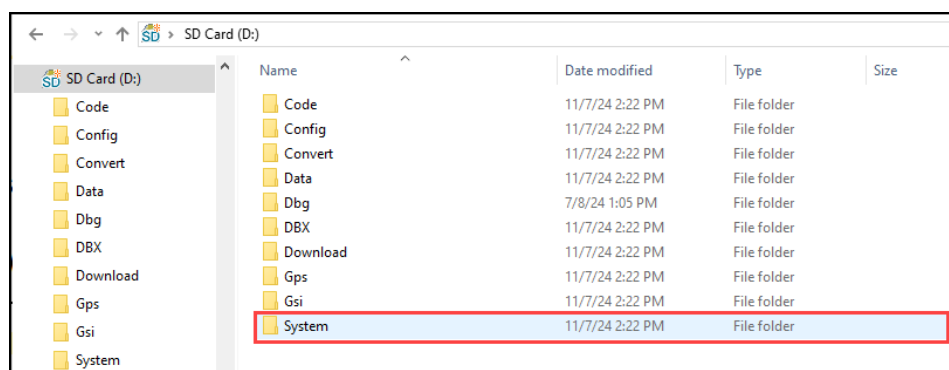 SD SD Card (D:)
SD SD Card (D:)
Code
Config
Convert
Data
Dbg
DBX
Download
Gps
Gsi
System
Name Date modified Type Size
Code 11/7/24 2:22 PM File folder
Config 11/7/24 2:22 PM File folder
Convert 11/7/24 2:22 PM File folder
Data 11/7/24 2:22 PM File folder
Dbg 7/8/24 1:05 PM File folder
DBX 11/7/24 2:22 PM File folder
Download 11/7/24 2:22 PM File folder
Gps 11/7/24 2:22 PM File folder
Gsi 11/7/24 2:22 PM File folder
System 11/7/24 2:22 PM File folder